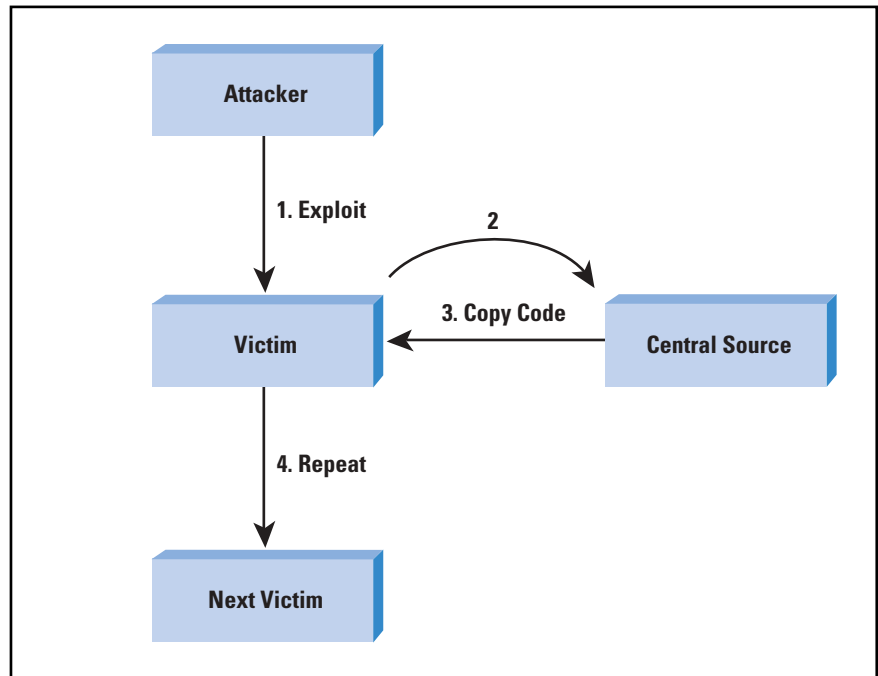 Attacker
1. Exploit
2
3. Copy Code
Victim
Central Source
4. Repeat
Next Victim